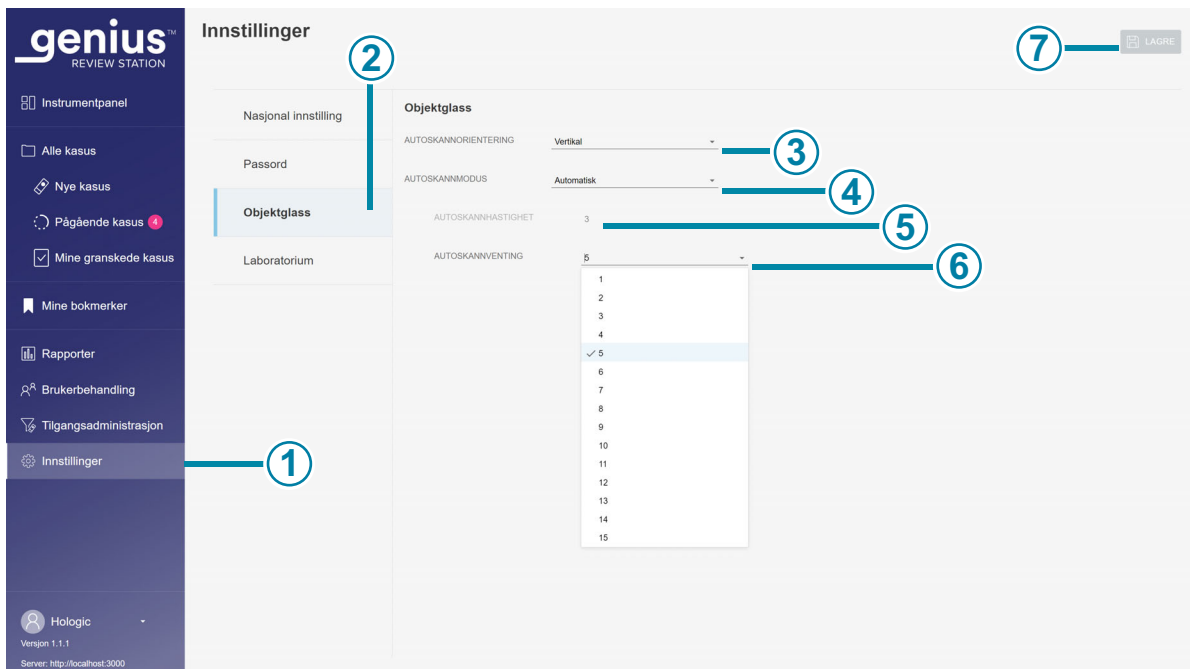 genius™
REVIEW STATION
Instrumentpanel
Alle kasus
Nye kasus
Pågående kasus 4
Mine granskede kasus
Mine bokmerker
Rapporter
Brukerbehandling
Tilgangsadministrasjon
Innstillinger
Hologic
Versjon 1.1.1
Server: http://localhost:3000
1
Innstillinger
2
7
LAGRE
Nasjonal innstilling
Passord
Objektglass
Laboratorium
Objektglass
AUTOSKANNORIENTERING Vertikal
3
AUTOSKANNMODUS Automatisk
4
AUTOSKANNHASTIGHET 3
5
AUTOSKANNVENTING 5
6
1
2
3
4
5
6
7
8
9
10
11
12
13
14
15